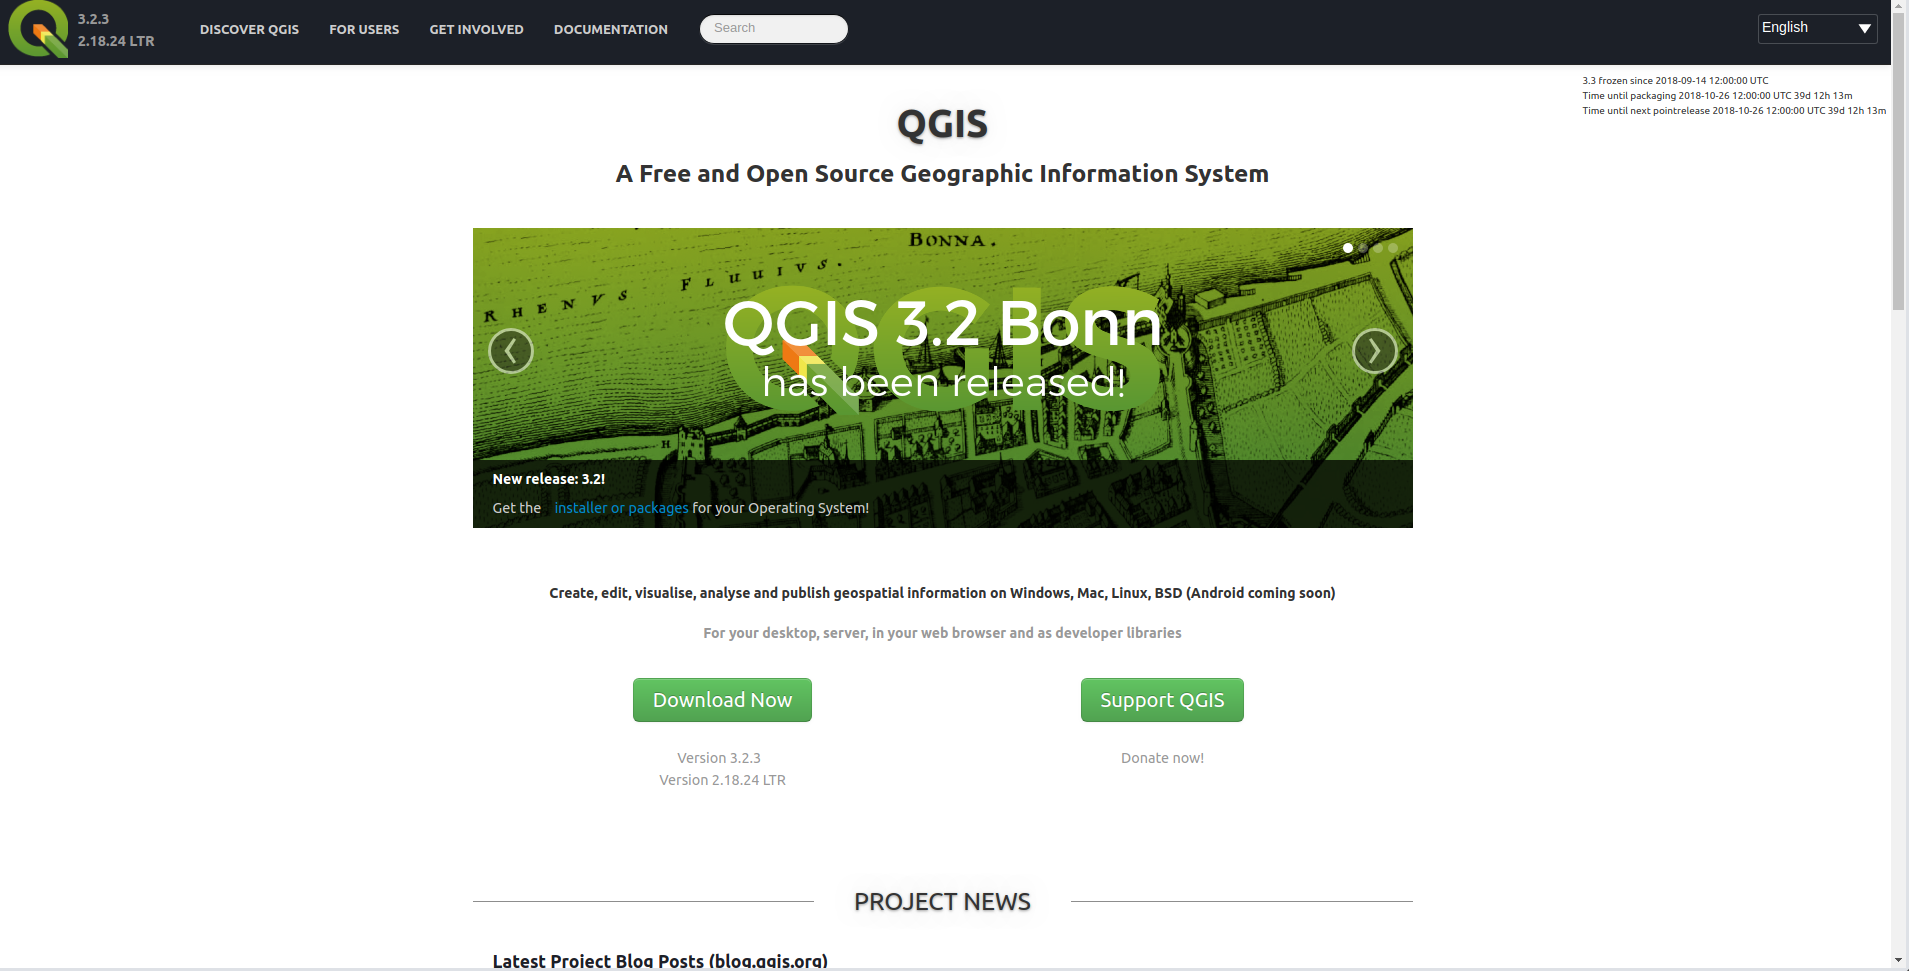 3.2.3
2.18.24 LTR
DISCOVER QGIS
FOR USERS
GET INVOLVED
DOCUMENTATION
Search
English
3.3 frozen since 2018-09-14 12:00:00 UTC
Time until packaging 2018-10-26 12:00:00 UTC 39d 12h 13m
Time until next pointrelease 2018-10-26 12:00:00 UTC 39d 12h 13m
QGIS
A Free and Open Source Geographic Information System
BONNA.
RHENVS FLUUIVS.
QGIS
QGIS 3.2 Bonn
has been released!
H
New release: 3.2!
Get the installer or packages for your Operating System!
Create, edit, visualise, analyse and publish geospatial information on Windows, Mac, Linux, BSD (Android coming soon)
For your desktop, server, in your web browser and as developer libraries
Download Now
Support QGIS
Version 3.2.3
Version 2.18.24 LTR
Donate now!
PROJECT NEWS
Latest Project Blog Posts (blog.qgis.org)